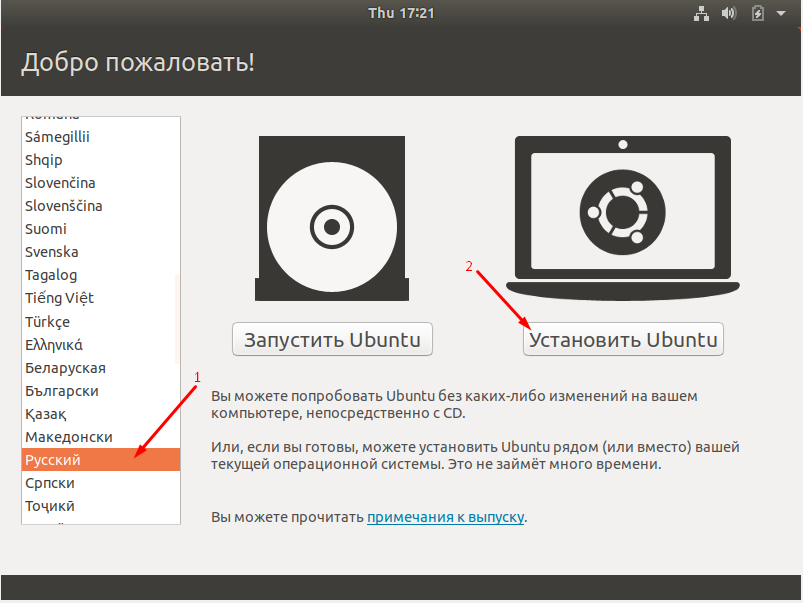 Thu 17:21
Добро пожаловать!
Sámegillii
Shqip
Slovenčina
Slovenščina
Suomi
Svenska
Tagalog
Tiếng Việt
Türkçe
Ελληνικά
Беларуская
Български
Қазақ
Македонски
Русский
Српски
Тоҷикӣ
1
2
Запустить Ubuntu
Установить Ubuntu
Вы можете попробовать Ubuntu без каких-либо изменений на вашем
компьютере, непосредственно с CD.
Или, если вы готовы, можете установить Ubuntu рядом (или вместо) вашей
текущей операционной системы. Это не займёт много времени.
Вы можете прочитать примечания к выпуску.